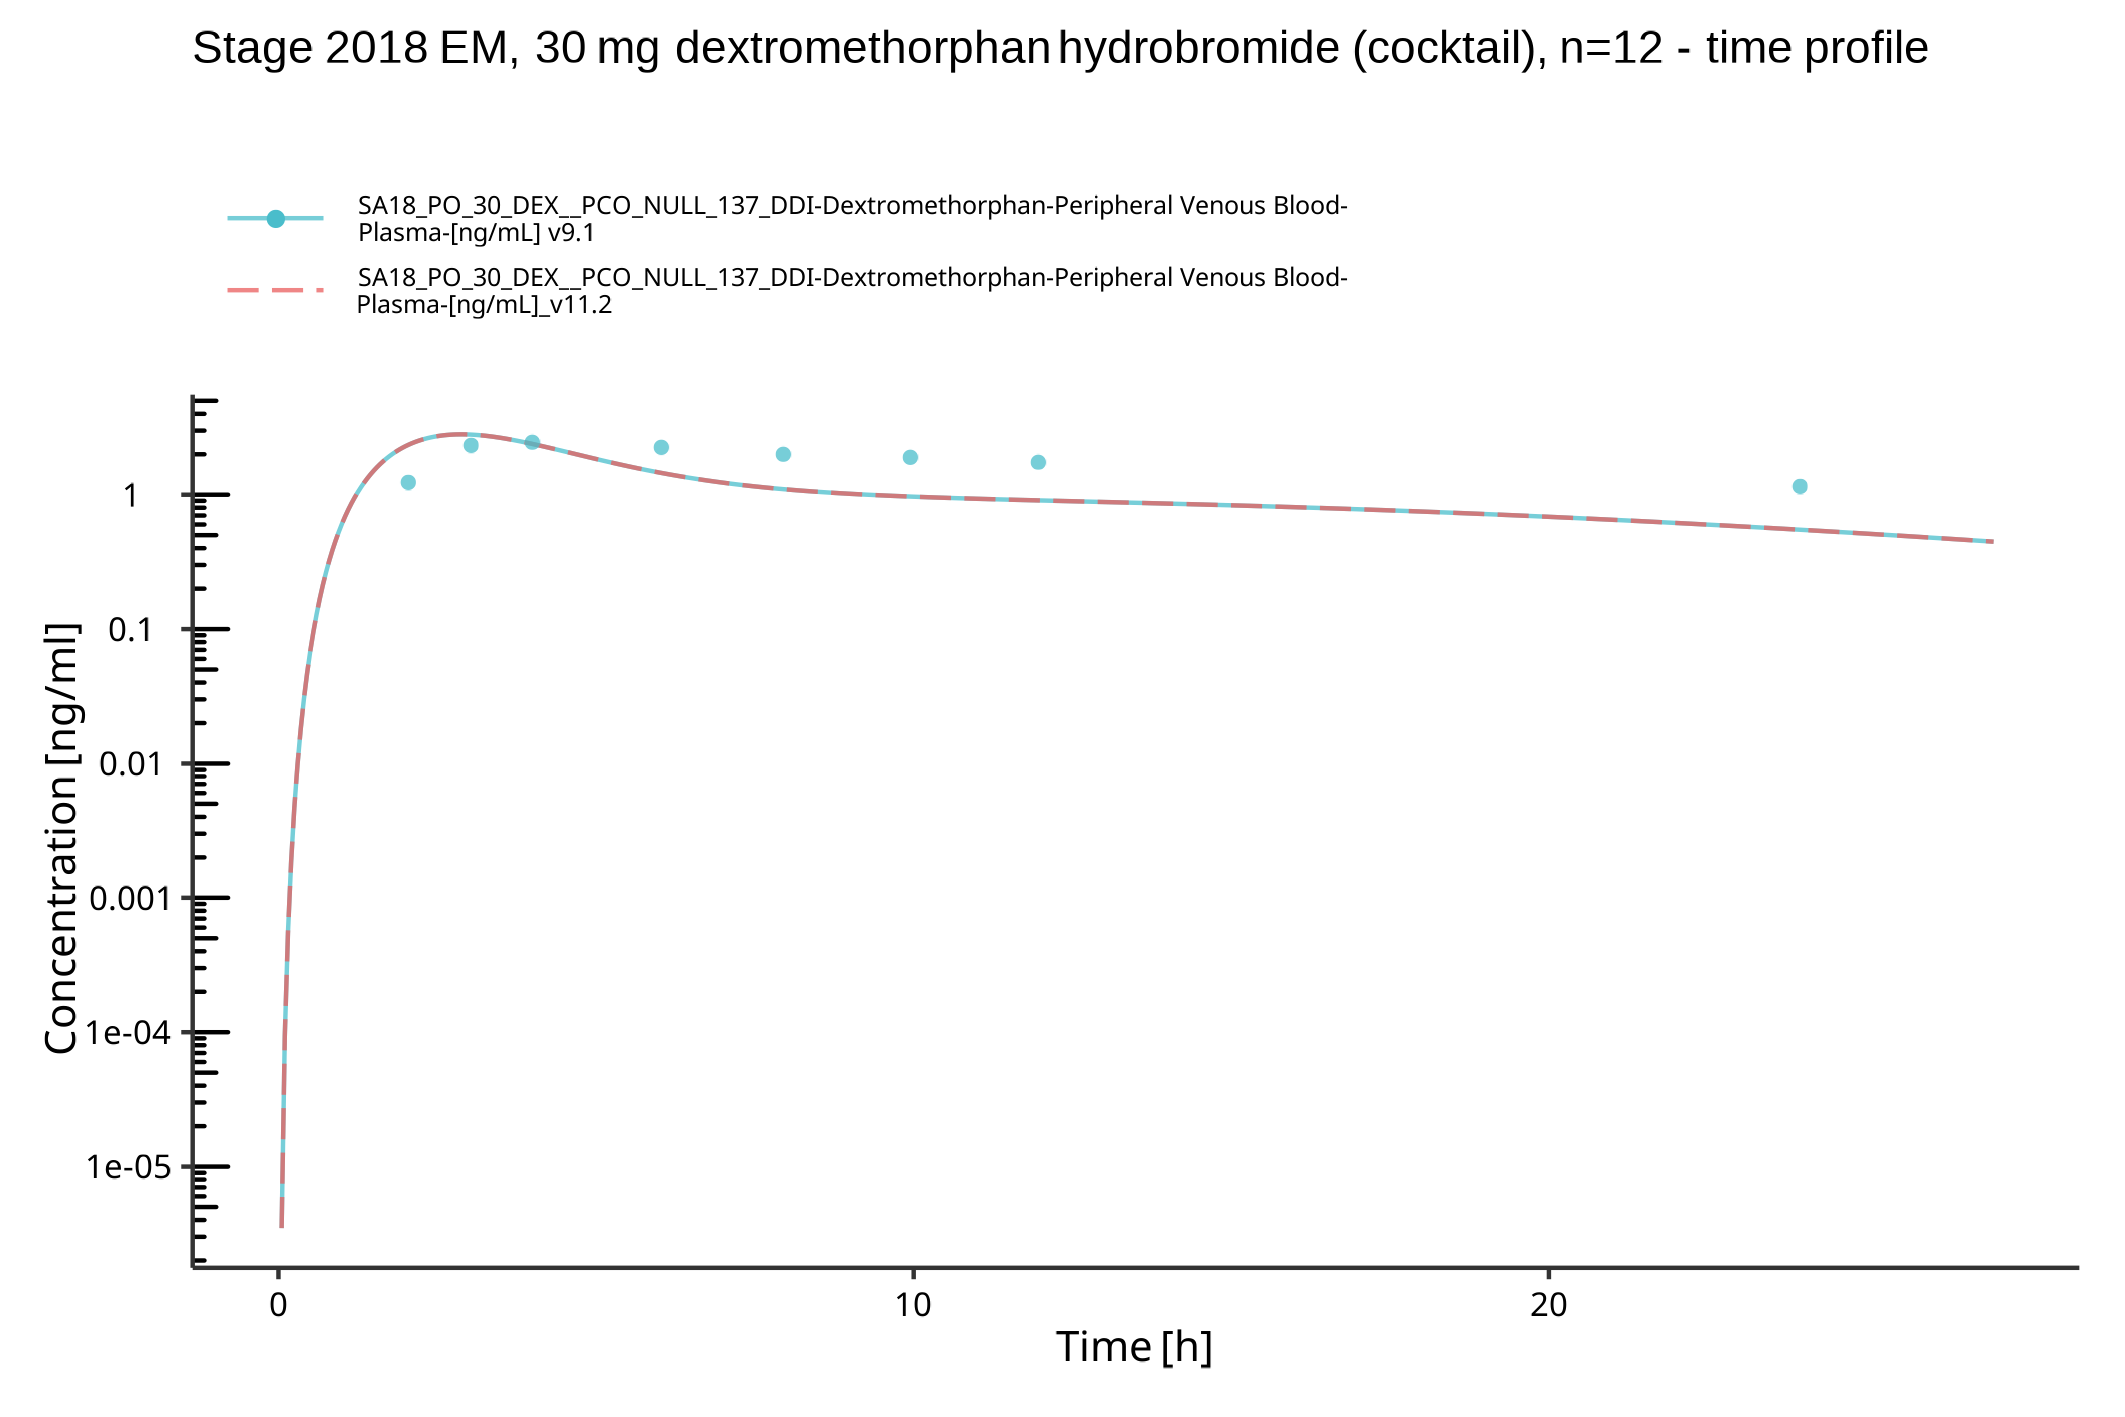 Stage 2018 EM, 30 mg dextromethorphan hydrobromide (cocktail), n=12 - time profile
SA18_PO_30_DEX__PCO_NULL_137_DDI-Dextromethorphan-Peripheral Venous Blood-
Plasma-[ng/mL] v9.1
SA18_PO_30_DEX__PCO_NULL_137_DDI-Dextromethorphan-Peripheral Venous Blood-
Plasma-[ng/mL]_v11.2
Concentration [ng/ml]
1
0.1
0.01
0.001
1e-04
1e-05
0 10 20
Time [h]